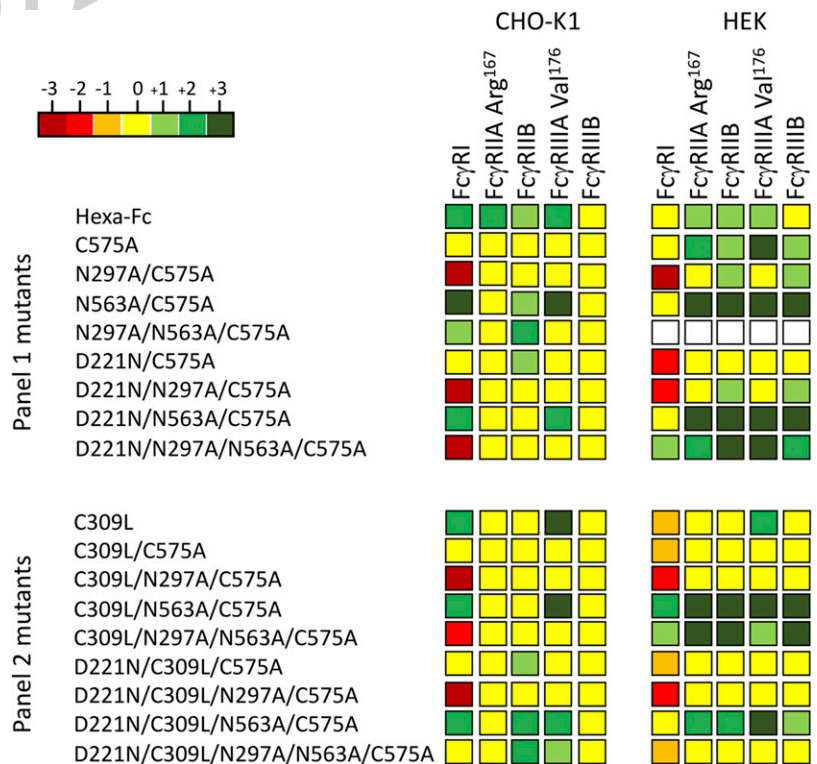 CHO-K1 HEK
-3 -2 -1 0 +1 +2 +3
FcγRI
FcγRIIA Arg167
FcγRIIB
FcγRIIIA Val176
FcγRIIIB
FcγRI
FcγRIIA Arg167
FcγRIIB
FcγRIIIA Val176
FcγRIIIB
Panel 1 mutants
Hexa-Fc
C575A
N297A/C575A
N563A/C575A
N297A/N563A/C575A
D221N/C575A
D221N/N297A/C575A
D221N/N563A/C575A
D221N/N297A/N563A/C575A
Panel 2 mutants
C309L
C309L/C575A
C309L/N297A/C575A
C309L/N563A/C575A
C309L/N297A/N563A/C575A
D221N/C309L/C575A
D221N/C309L/N297A/C575A
D221N/C309L/N563A/C575A
D221N/C309L/N297A/N563A/C575A